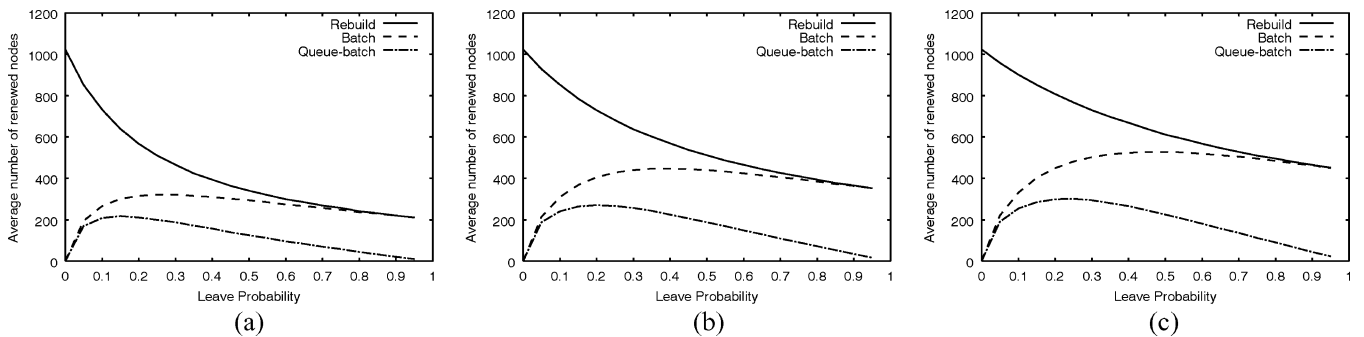 1200
1000
800
600
400
200
0
Average number of renewed nodes
Rebuild
Batch
Queue-batch
0 0.1 0.2 0.3 0.4 0.5 0.6 0.7 0.8 0.9 1
Leave Probability
(a)
1200
1000
800
600
400
200
0
Average number of renewed nodes
Rebuild
Batch
Queue-batch
0 0.1 0.2 0.3 0.4 0.5 0.6 0.7 0.8 0.9 1
Leave Probability
(b)
1200
1000
800
600
400
200
0
Average number of renewed nodes
Rebuild
Batch
Queue-batch
0 0.1 0.2 0.3 0.4 0.5 0.6 0.7 0.8 0.9 1
Leave Probability
(c)